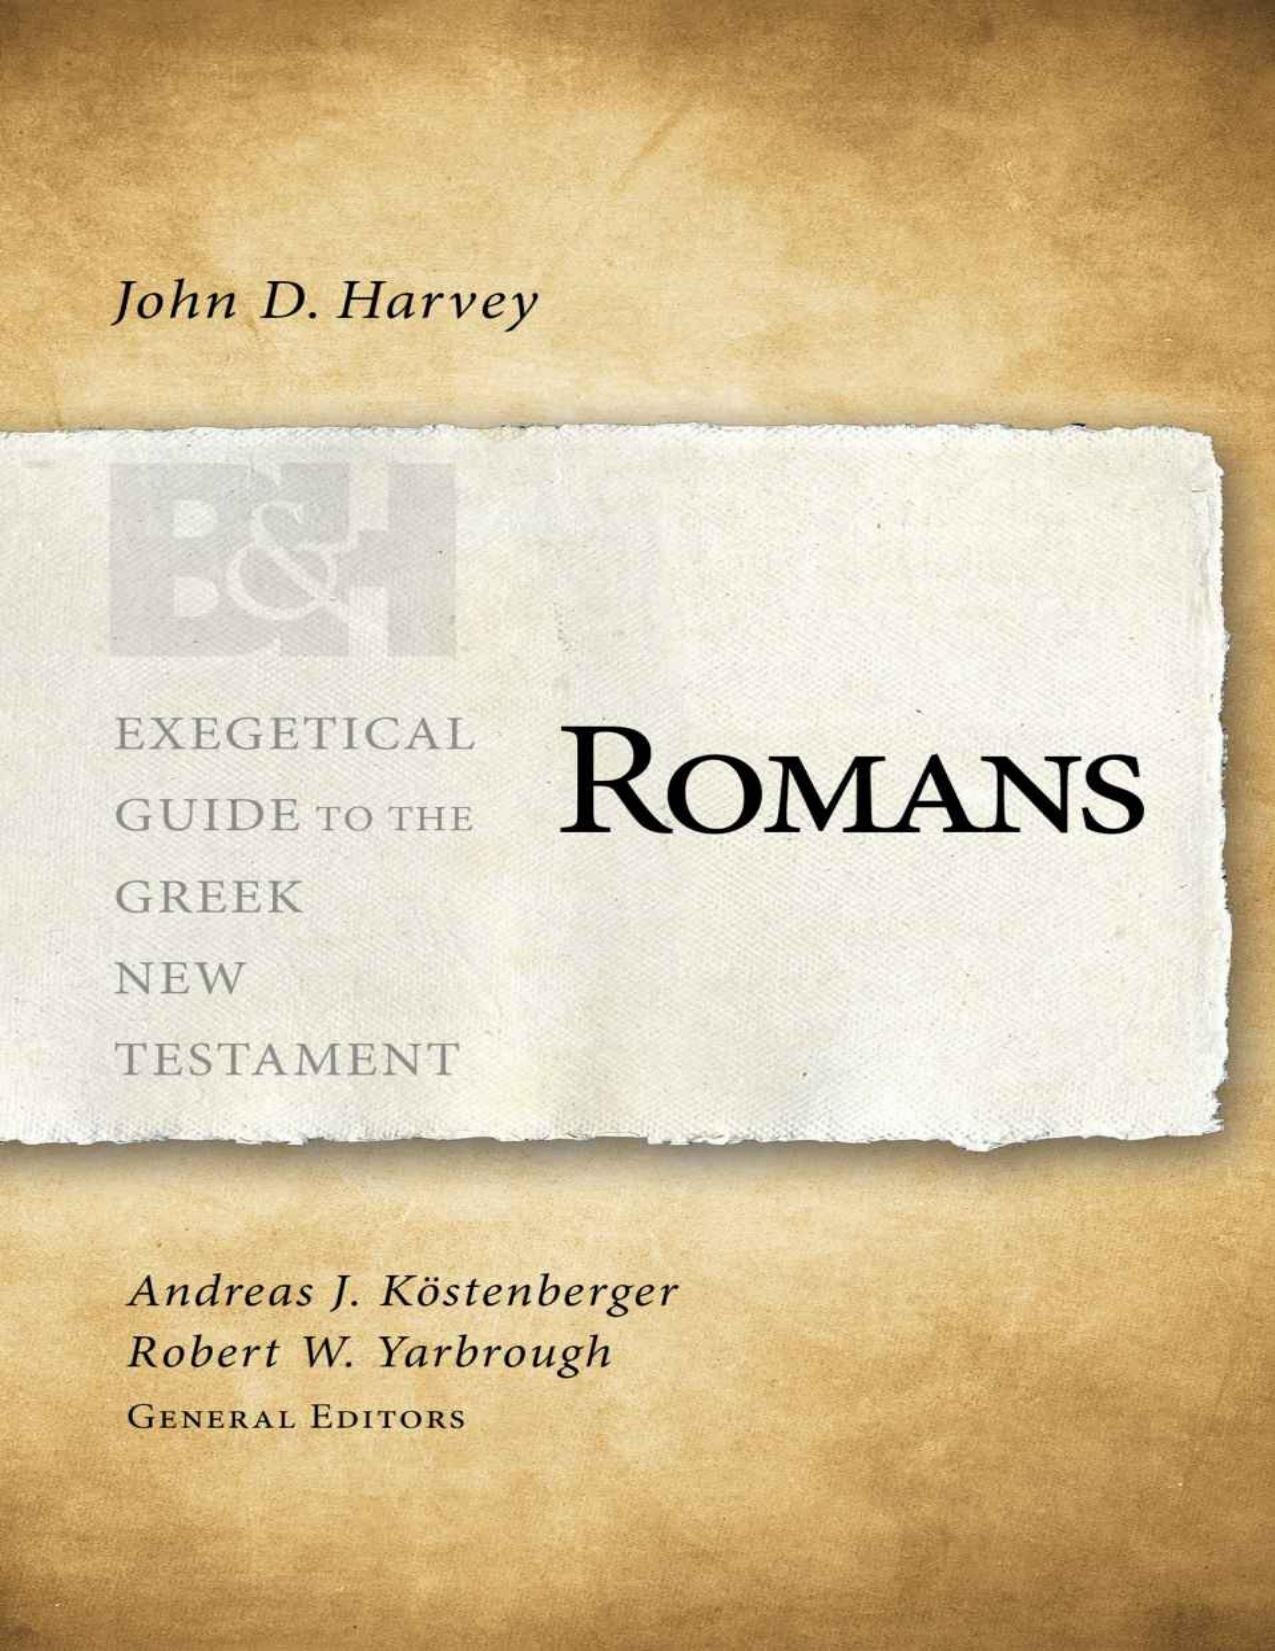 John D. Harvey
B&H
EXEGETICAL
GUIDE TO THE
GREEK
NEW
TESTAMENT
ROMANS
Andreas J. Köstenberger
Robert W. Yarbrough
GENERAL EDITORS